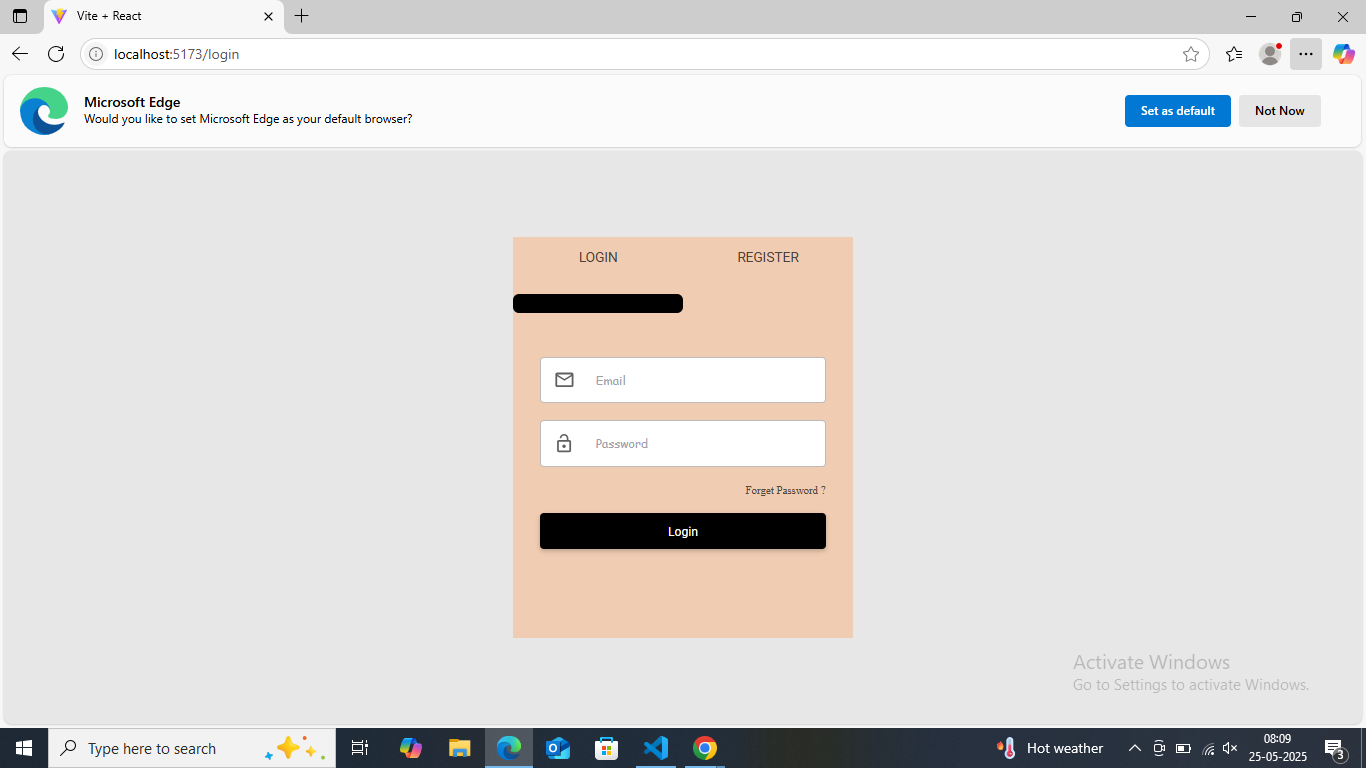 Vite + React
localhost:5173/login
Microsoft Edge
Would you like to set Microsoft Edge as your default browser?
Set as default
Not Now
LOGIN
REGISTER
Email
Password
Forget Password ?
Login
Activate Windows
Go to Settings to activate Windows.
Type here to search
Hot weather
08:09
25-05-2025
3